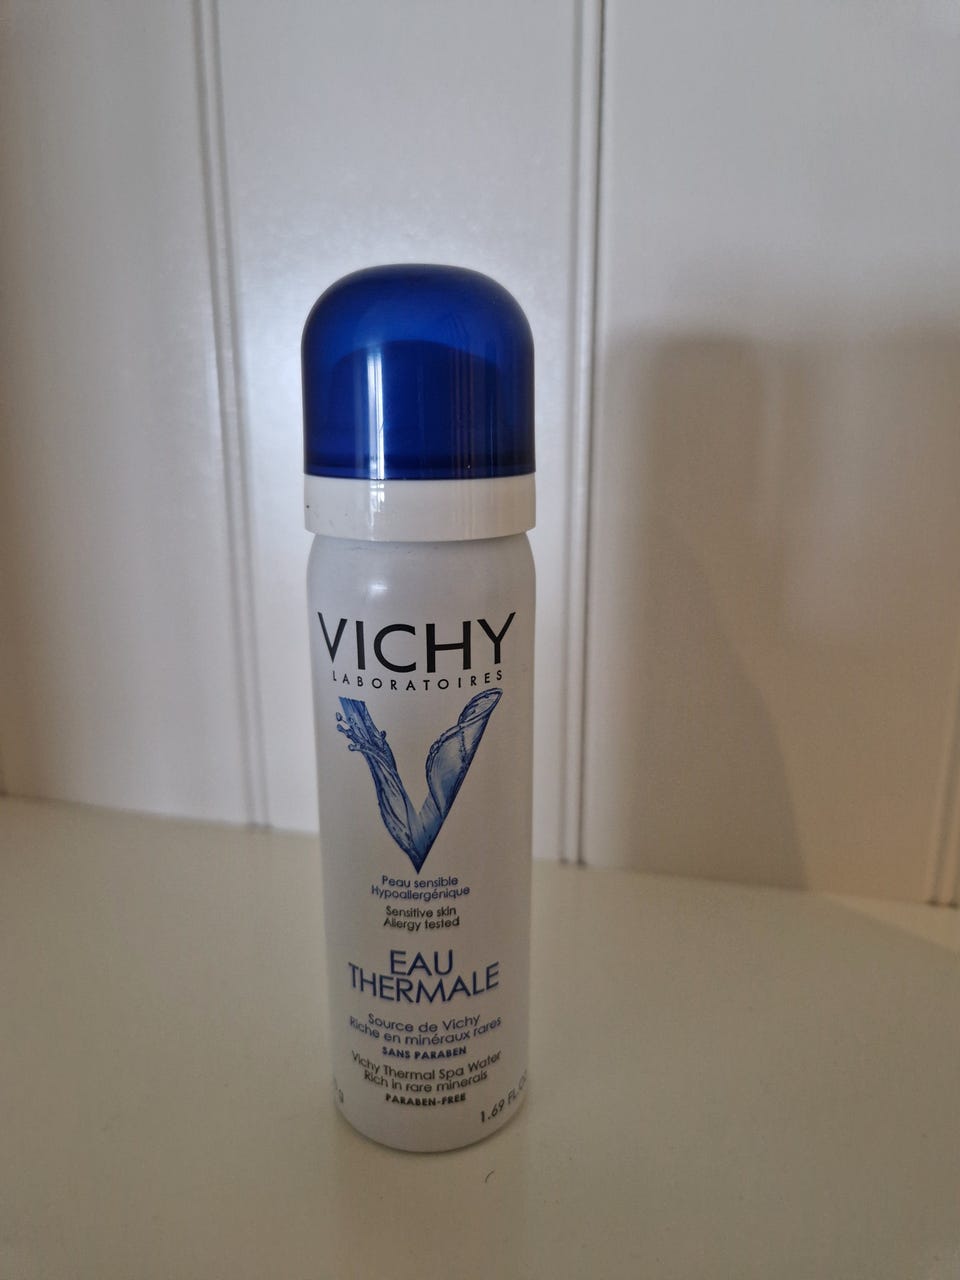 VICHY
LABORATOIRES
Peau sensible
Hypoallergénique
Sensitive skin
Allergy tested
EAU
THERMALE
Source de Vichy
Riche en minéraux rares
SANS PARABEN
Vichy Thermal Spa Water
Rich in rare minerals
PARABEN-FREE
g
1.69 FL.O